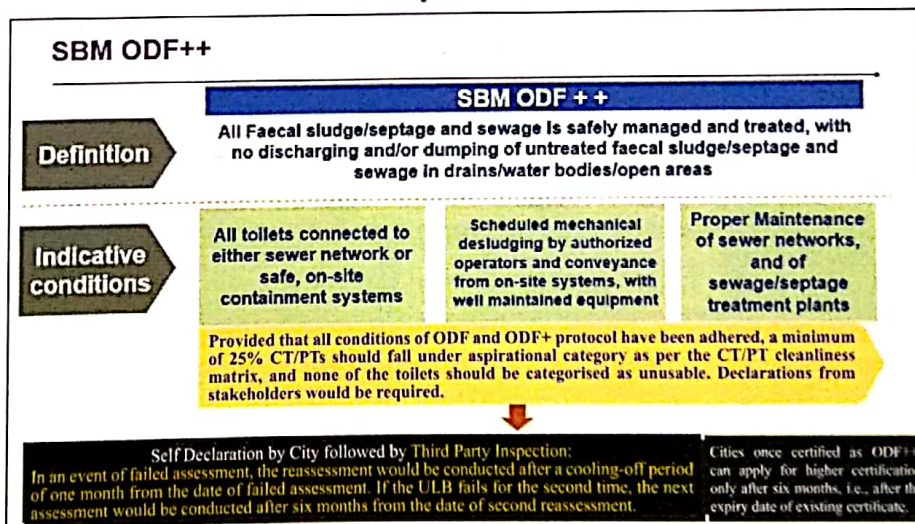 SBM ODF++
SBM ODF ++
Definition
All Faecal sludge/septage and sewage is safely managed and treated, with
no discharging and/or dumping of untreated faecal sludge/septage and
sewage in drains/water bodies/open areas
Indicative
conditions
All toilets connected to
either sewer network or
safe, on-site
containment systems
Scheduled mechanical
desludging by authorized
operators and conveyance
from on-site systems, with
well maintained equipment
Proper Maintenance
of sewer networks,
and of
sewage/septage
treatment plants
Provided that all conditions of ODF and ODF+ protocol have been adhered, a minimum
of 25% CT/PTs should fall under aspirational category as per the CT/PT cleanliness
matrix, and none of the toilets should be categorised as unusable. Declarations from
stakeholders would be required.
Self Declaration by City followed by Third Party Inspection:
In an event of failed assessment, the reassessment would be conducted after a cooling-off period
of one month from the date of failed assessment. If the ULB fails for the second time, the next
assessment would be conducted after six months from the date of second reassessment.
Cities once certified as ODF++
can apply for higher certification
only after six months, i.e., after the
expiry date of existing certificate.